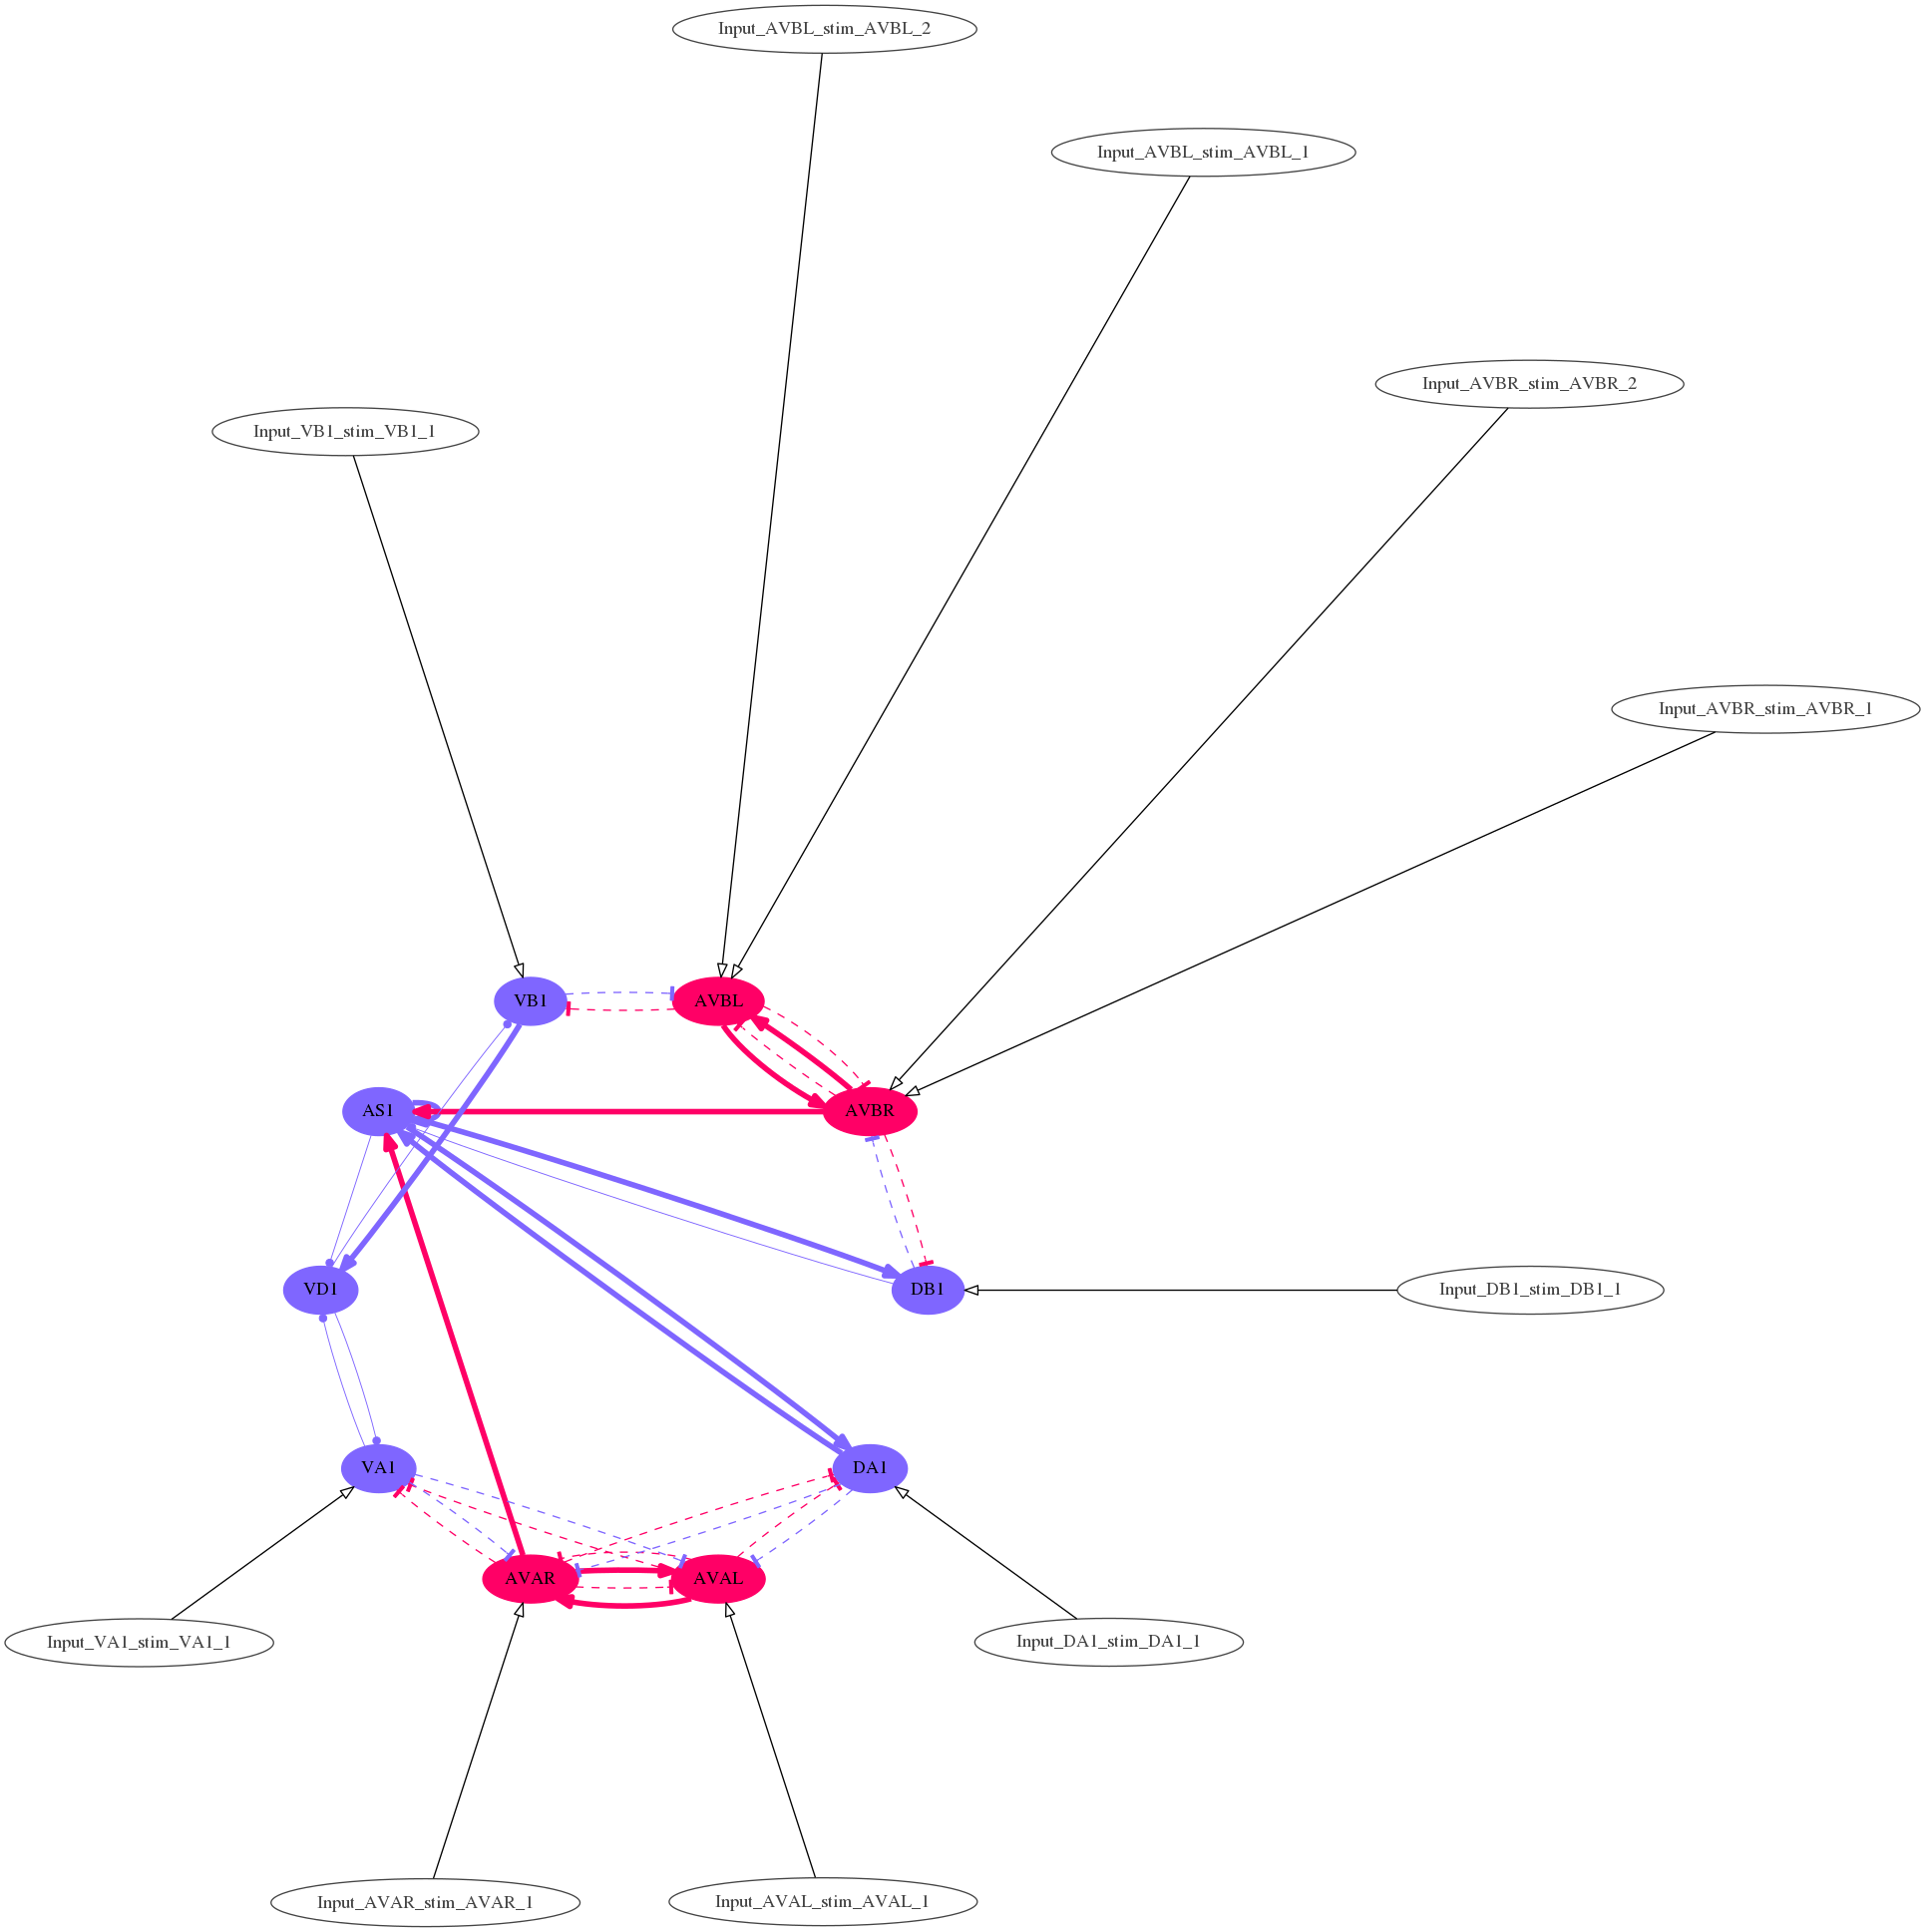 Input_AVBL_stim_AVBL_2
Input_AVBL_stim_AVBL_1
Input_AVBR_stim_AVBR_2
Input_VB1_stim_VB1_1
Input_AVBR_stim_AVBR_1
VB1
AVBL
AS1
AVBR
VD1
DB1
Input_DB1_stim_DB1_1
VA1
DA1
AVAR
AVAL
Input_VA1_stim_VA1_1
Input_DA1_stim_DA1_1
Input_AVAR_stim_AVAR_1
Input_AVAL_stim_AVAL_1